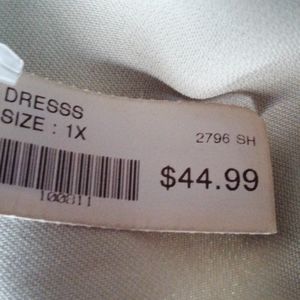 DRESSS
SIZE : 1X
2796 SH
$44.99
100811